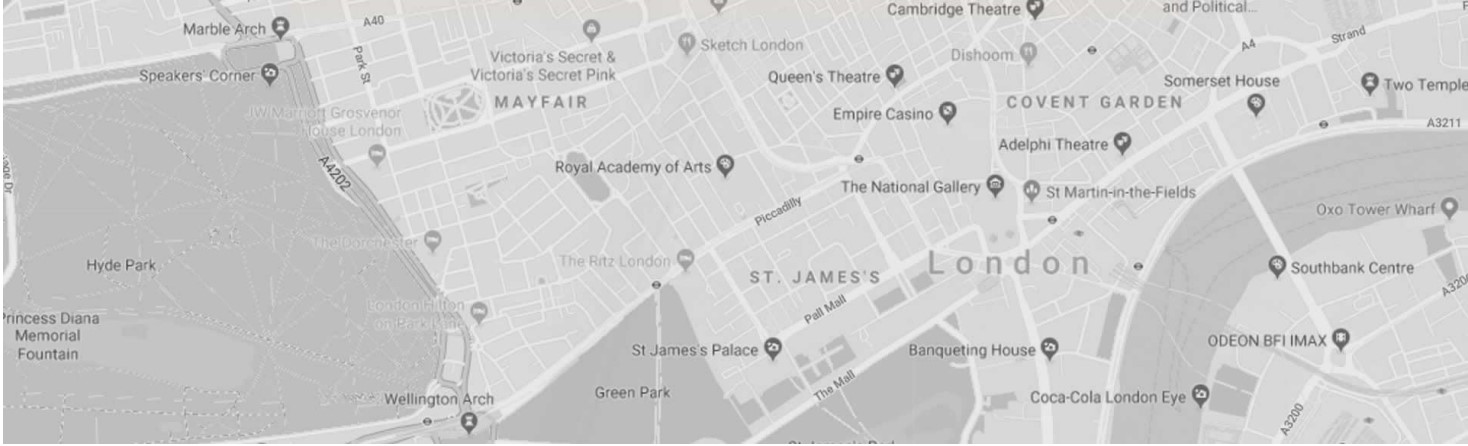 Cambridge Theatre
and Political...
Marble Arch
A40
Victoria's Secret &
Victoria's Secret Pink
Sketch London
Dishoom
A4
Strand
Park St
Speakers' Corner
Queen's Theatre
Somerset House
Two Temple
MAYFAIR
COVENT GARDEN
JW Marriott Grosvenor
House London
Empire Casino
A3211
Adelphi Theatre
A4202
Royal Academy of Arts
The National Gallery
St Martin-in-the-Fields
Piccadilly
Oxo Tower Wharf
The Dorchester
Hyde Park
The Ritz London
ST. JAMES'S
London
Southbank Centre
London Hilton
on Park Lane
Pall Mall
Princess Diana
Memorial
Fountain
St James's Palace
Banqueting House
ODEON BFI IMAX
Green Park
The Mall
Wellington Arch
Coca-Cola London Eye
A3200